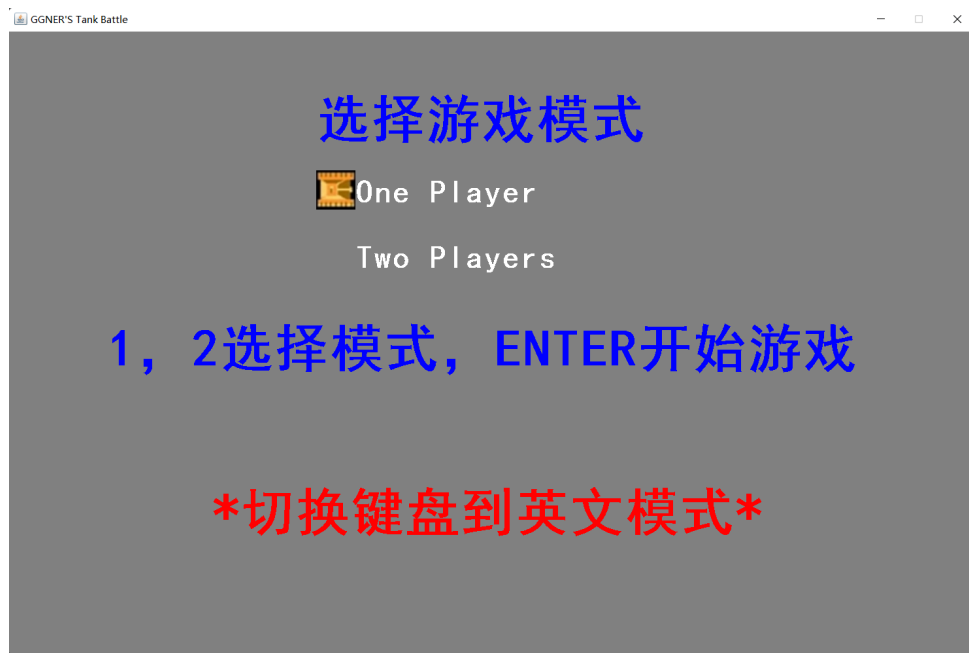 GGNER'S Tank Battle
选择游戏模式
One Player
Two Players
1，2选择模式，ENTER开始游戏
*切换键盘到英文模式*